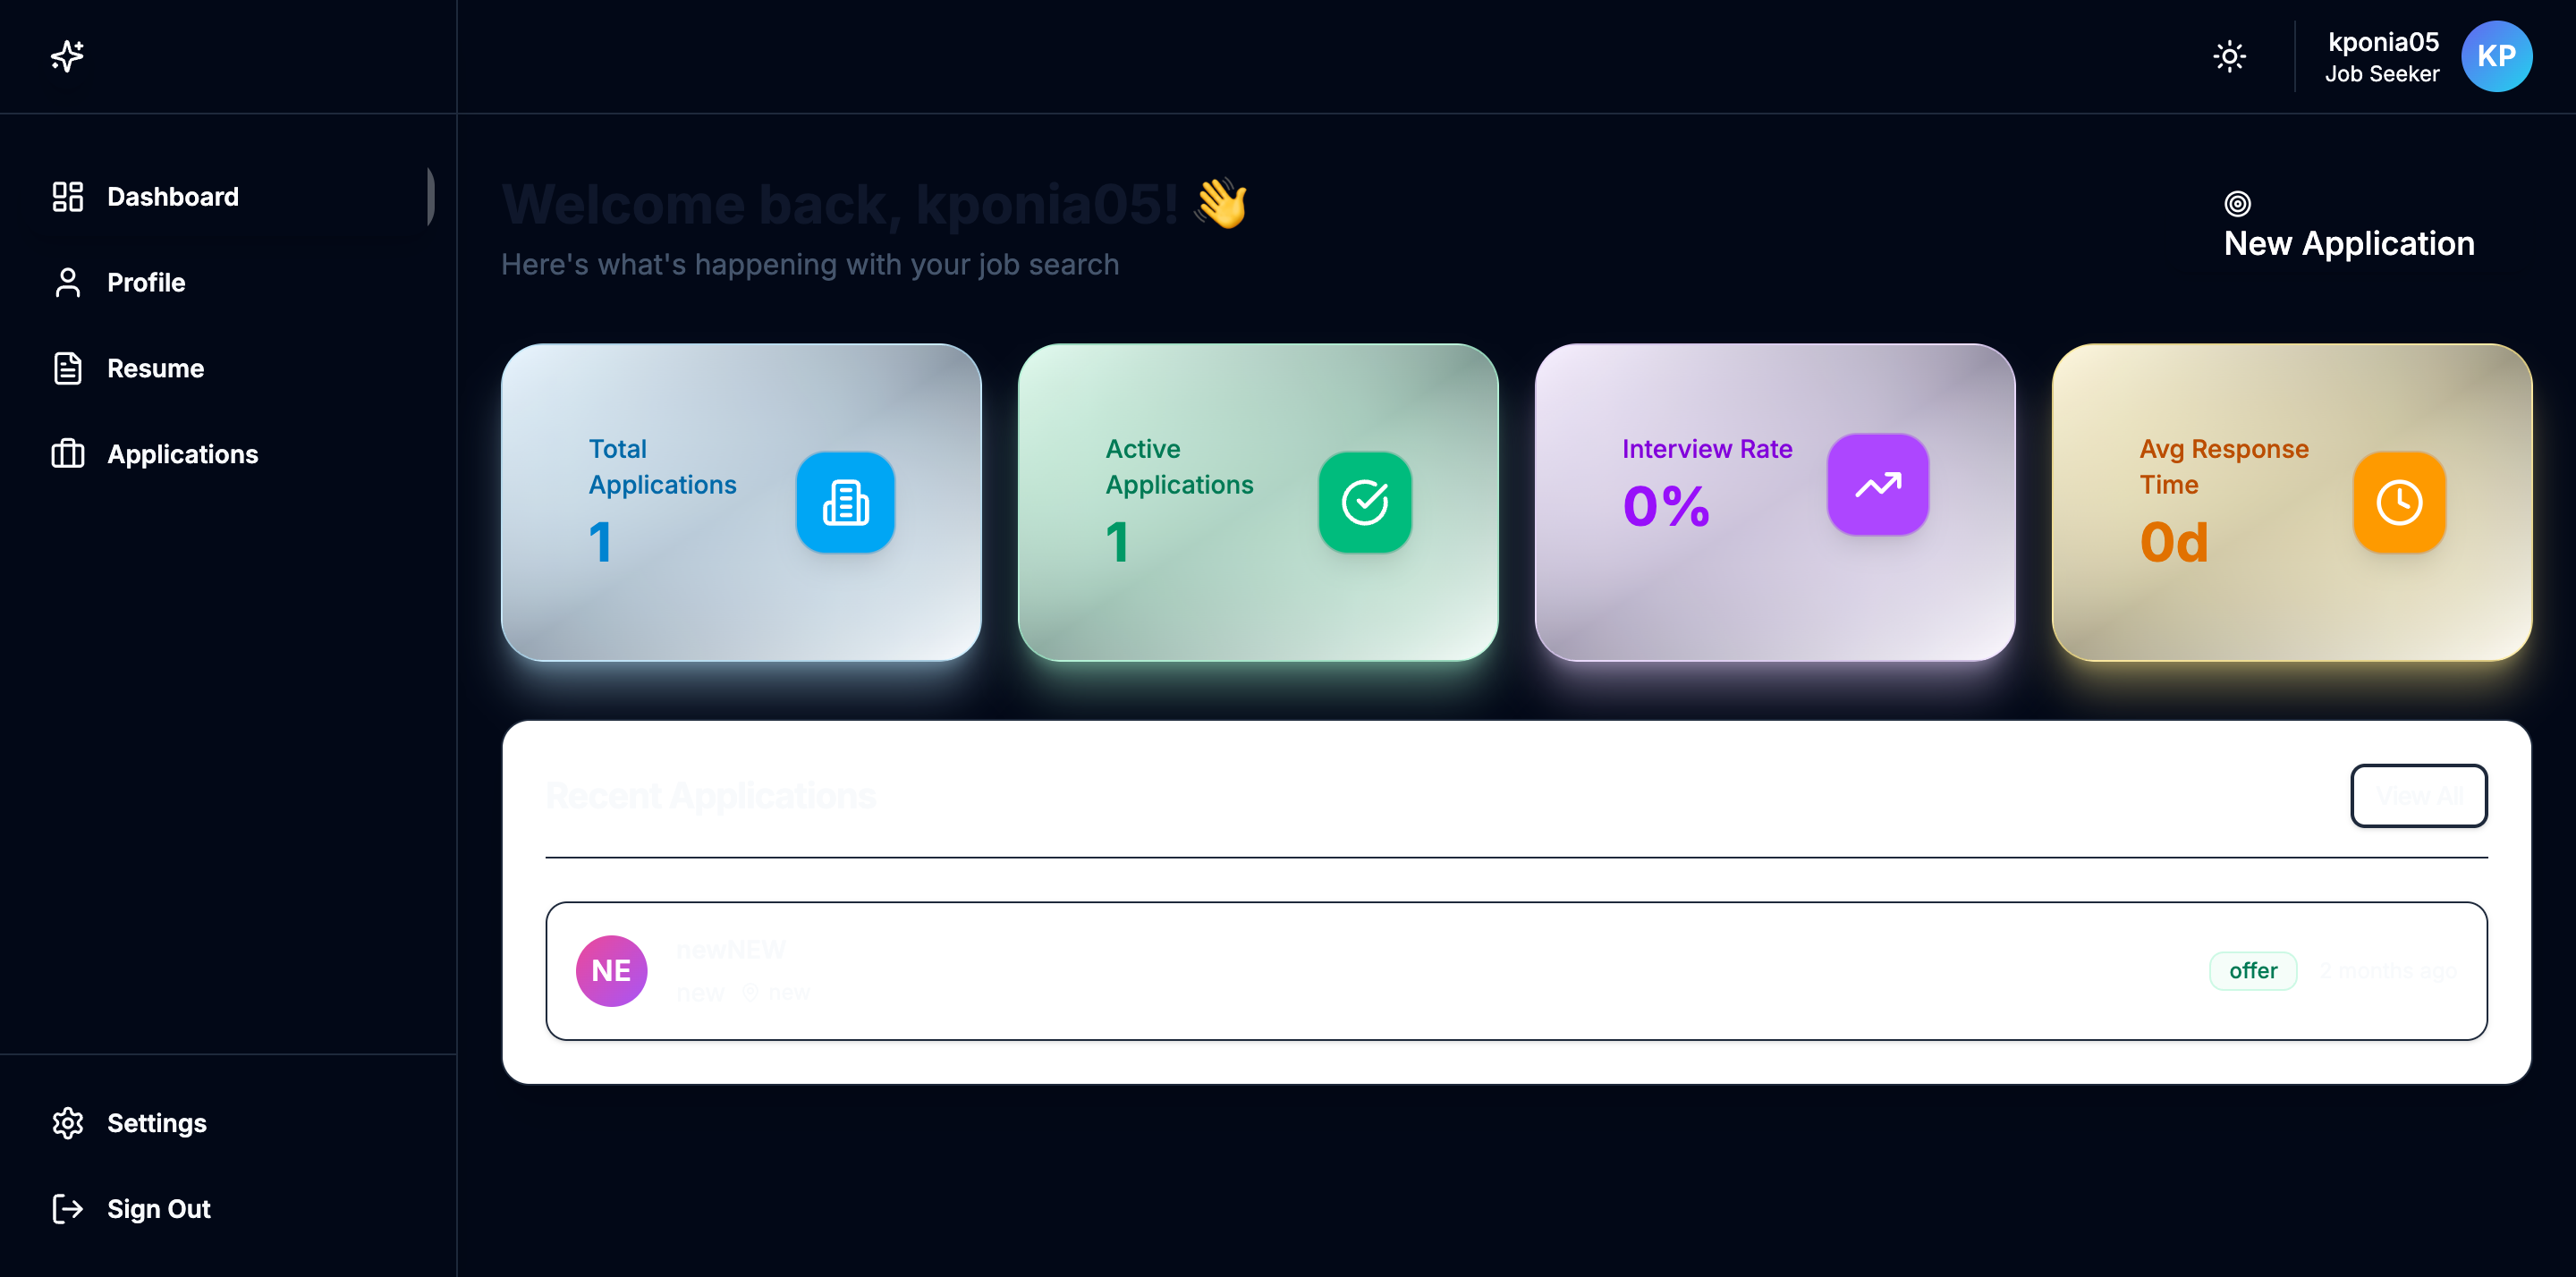 kponia05
Job Seeker
KP
Dashboard
Profile
Resume
Applications
Settings
Sign Out
Welcome back, kponia05! 👋
Here's what's happening with your job search
New Application
Total
Applications
1
Active
Applications
1
Interview Rate
0%
Avg Response
Time
0d
Recent Applications
View All
NE
newNEW
new new
offer
2 months ago